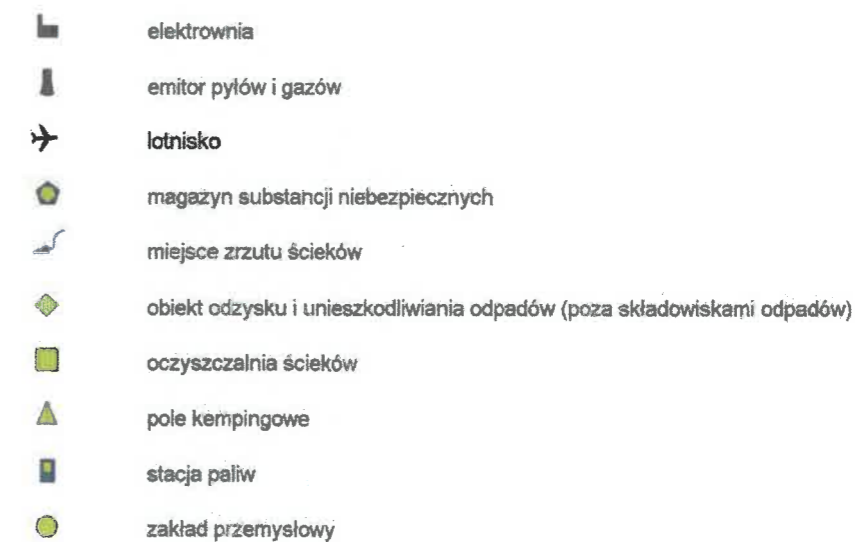 elektrownia
emitor pyłów i gazów
lotnisko
magazyn substancji niebezpiecznych
miejsce zrzutu ścieków
obiekt odzysku i unieszkodliwiania odpadów (poza składowiskami odpadów)
oczyszczalnia ścieków
pole kempingowe
stacja paliw
zakład przemysłowy